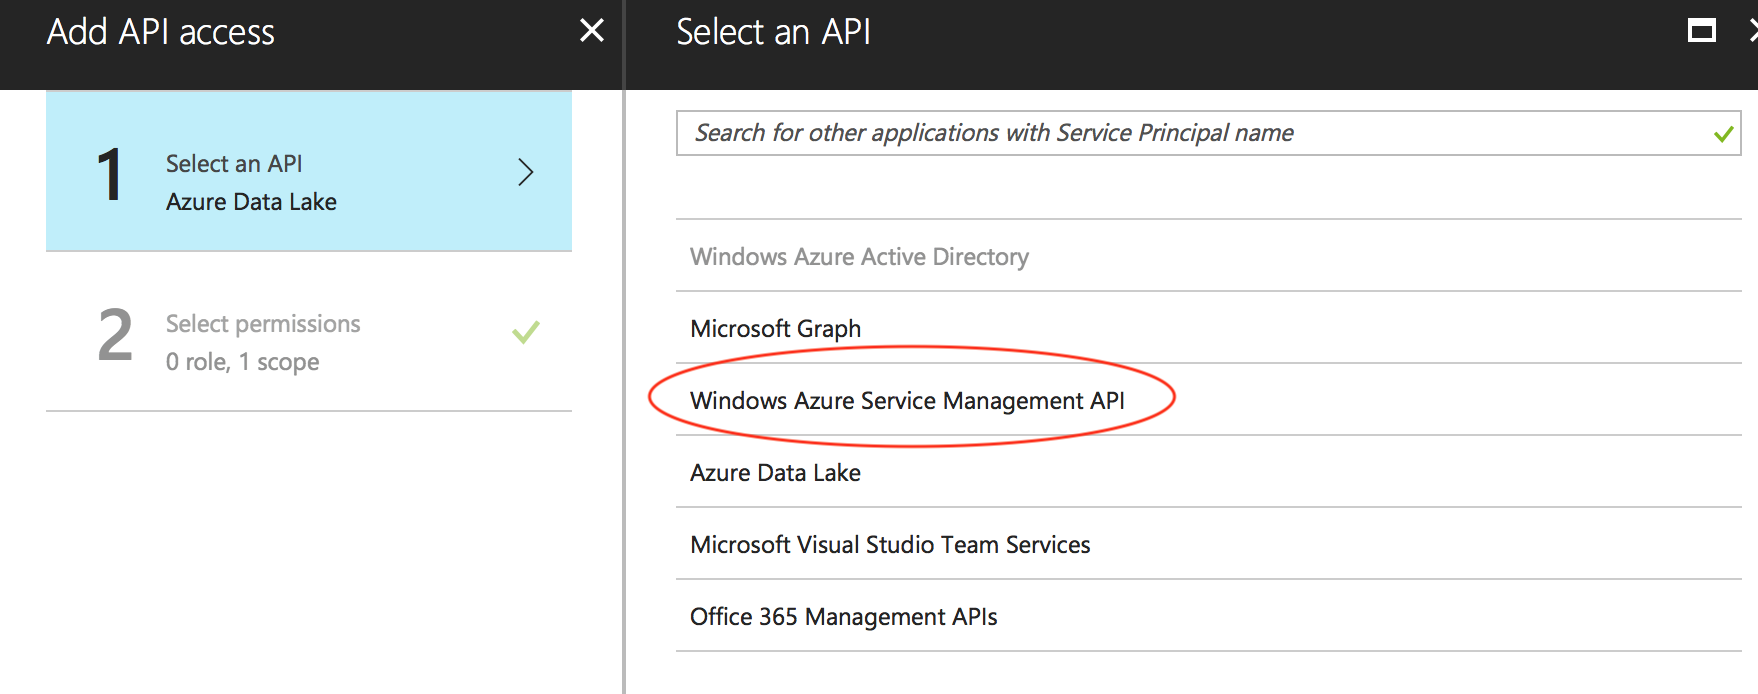 Add API access
1
Select an API
Azure Data Lake
2
Select permissions
0 role, 1 scope
Select an API
Search for other applications with Service Principal name
Windows Azure Active Directory
Microsoft Graph
Windows Azure Service Management API
Azure Data Lake
Microsoft Visual Studio Team Services
Office 365 Management APIs